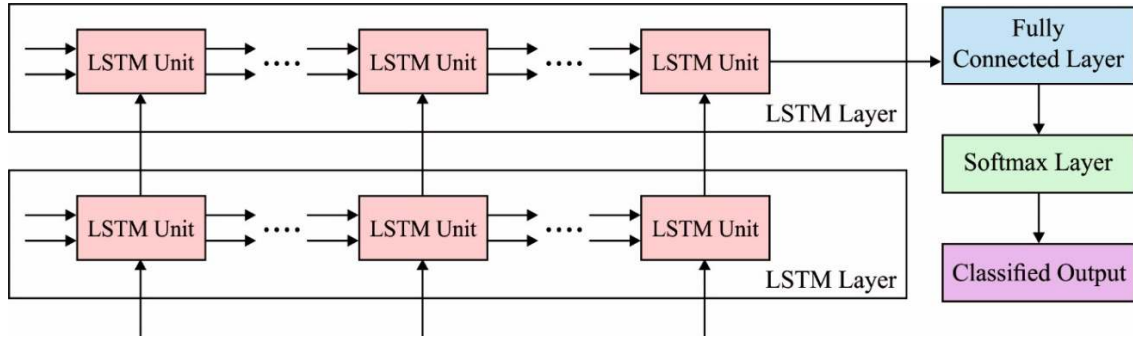 LSTM Unit
LSTM Unit
LSTM Unit
LSTM Layer
LSTM Unit
LSTM Unit
LSTM Unit
LSTM Layer
Fully
Connected Layer
Softmax Layer
Classified Output